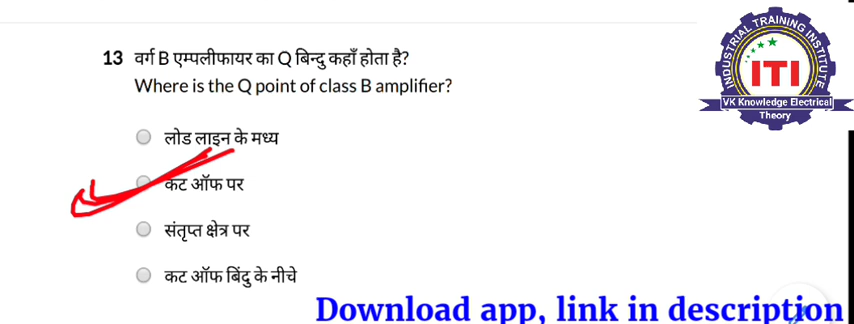 INDUSTRIAL TRAINING INSTITUTE
ITI
VK Knowledge Electrical
Theory
13 वर्ग B एम्पलीफायर का Q बिन्दु कहाँ होता है?
Where is the Q point of class B amplifier?
लोड लाइन के मध्य
कट ऑफ पर
संतृप्त क्षेत्र पर
कट ऑफ बिंदु के नीचे
Download app, link in description